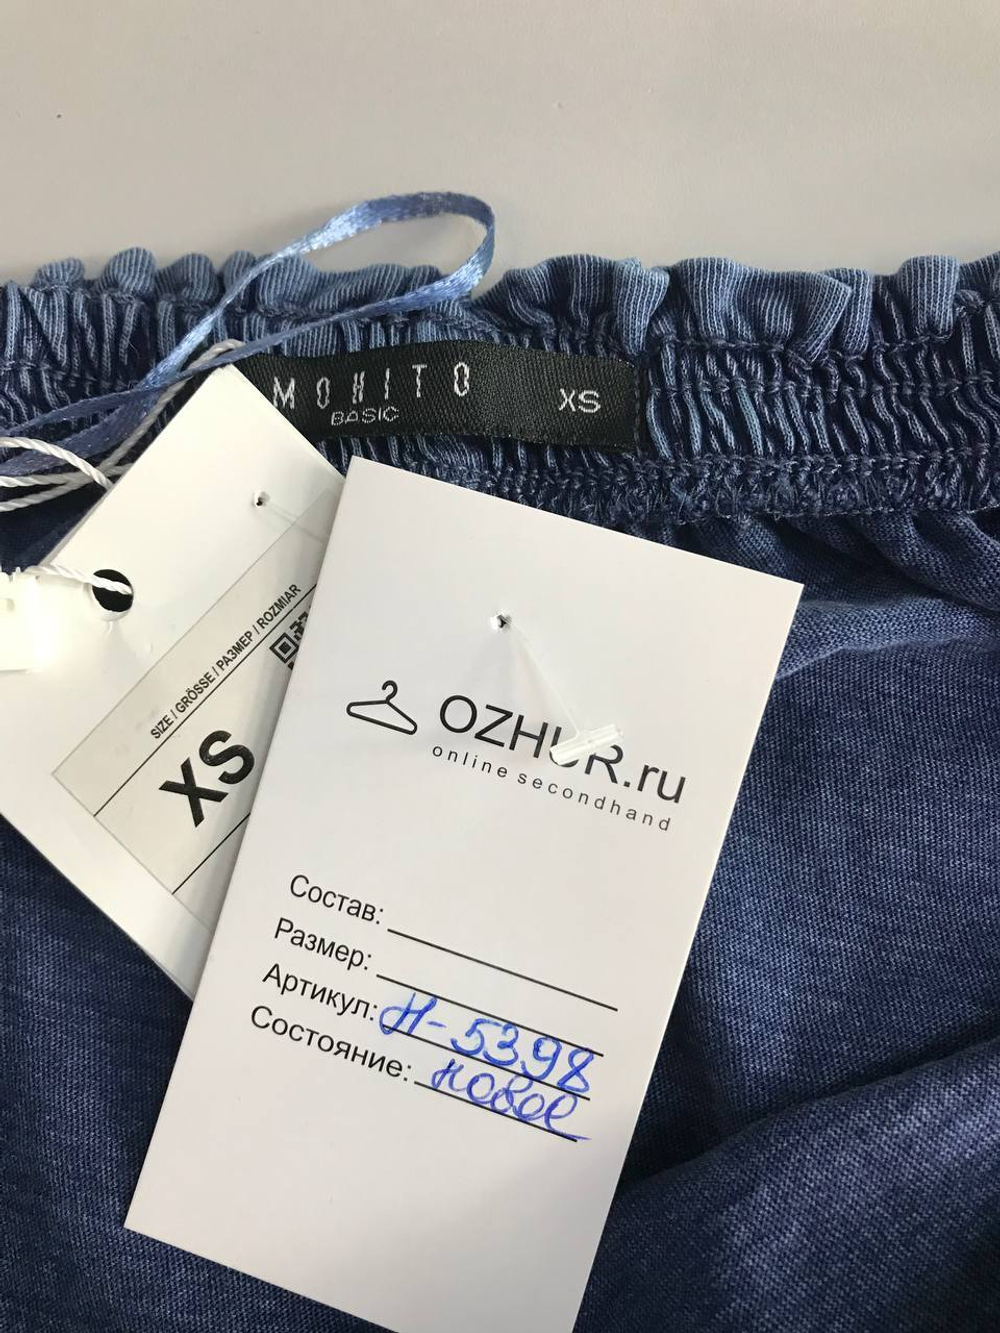 MOHITO
BASIC
XS
SIZE / GRÖSSE / РАЗМЕР / ROZMIAR
XS
OZHUR.ru
online secondhand
Состав:
Размер:
Артикул: Н-5398
Состояние: новое